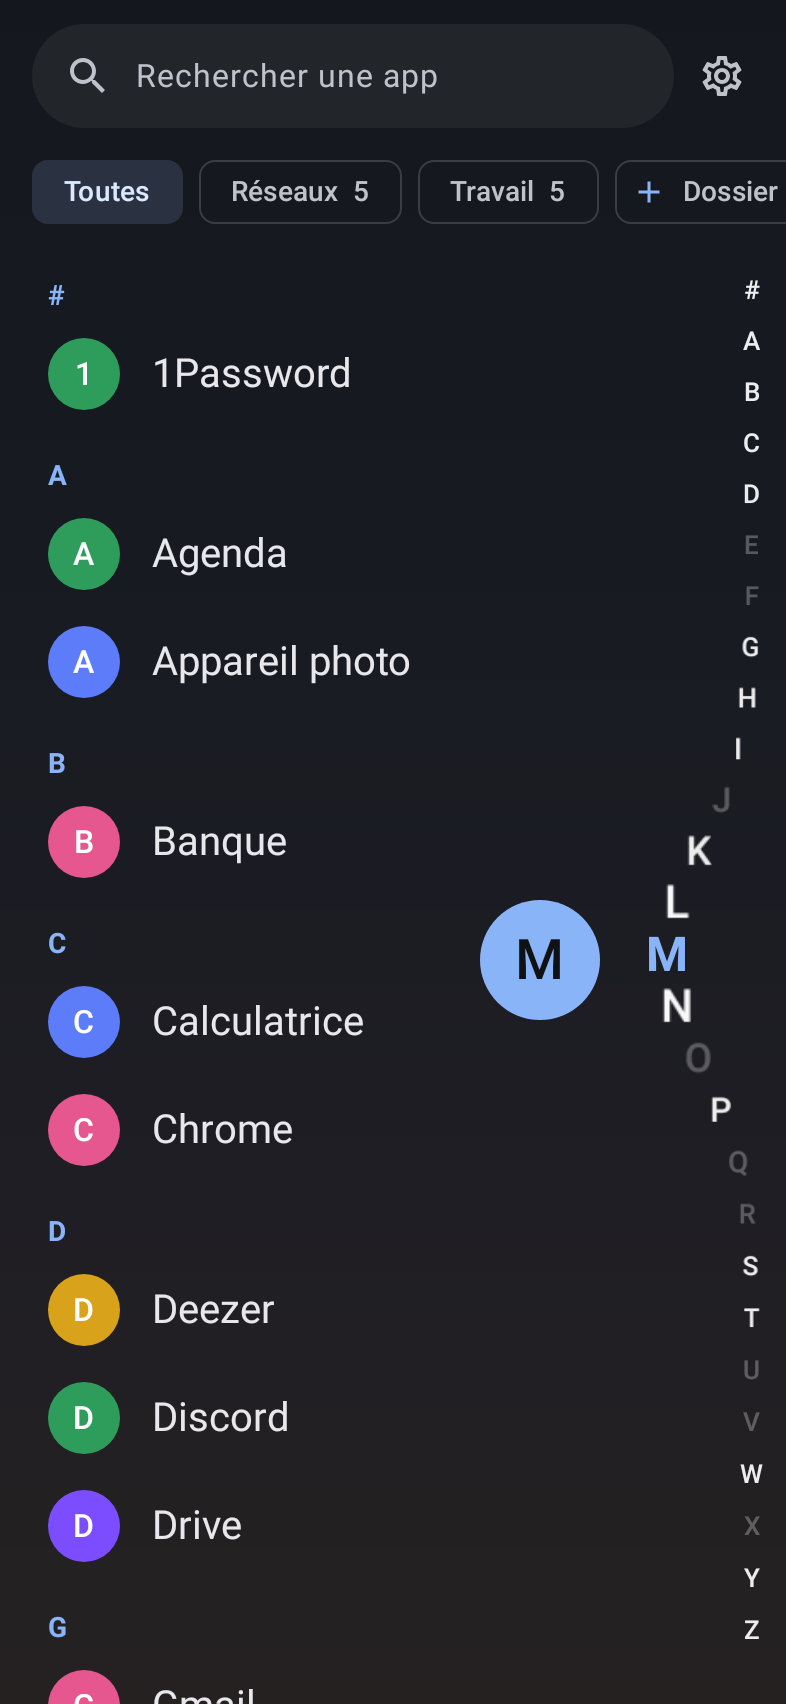 Rechercher une app
Toutes
Réseaux 5
Travail 5
+ Dossier
#
1 1Password
A
A Agenda
A Appareil photo
B
B Banque
C
C Calculatrice
C Chrome
D
D Deezer
D Discord
D Drive
G
G Gmail
M
#
A
B
C
D
E
F
G
H
I
J
K
L
M
N
O
P
Q
R
S
T
U
V
W
X
Y
Z